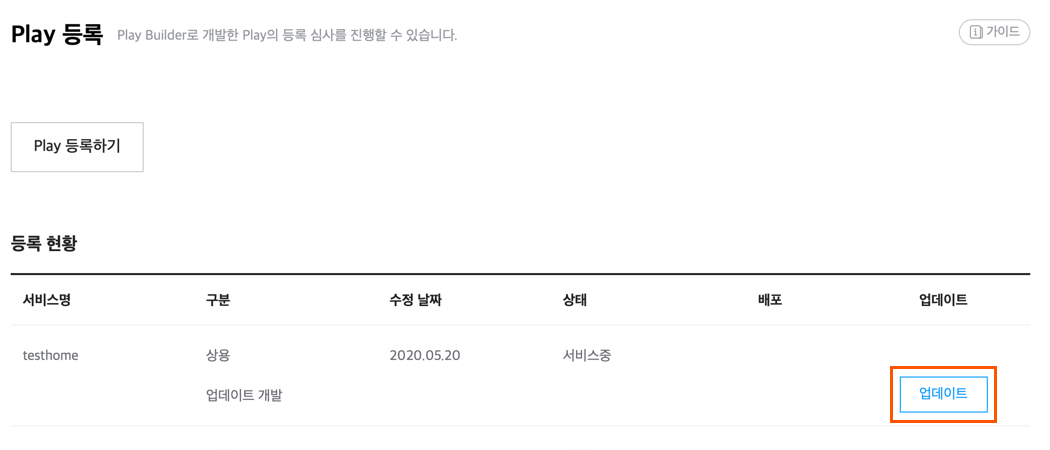 Play 등록 Play Builder로 개발한 Play의 등록 심사를 진행할 수 있습니다. 가이드
Play 등록하기
등록 현황
서비스명 구분 수정 날짜 상태 배포 업데이트
testhome 상용 2020.05.20 서비스중
업데이트 개발 업데이트